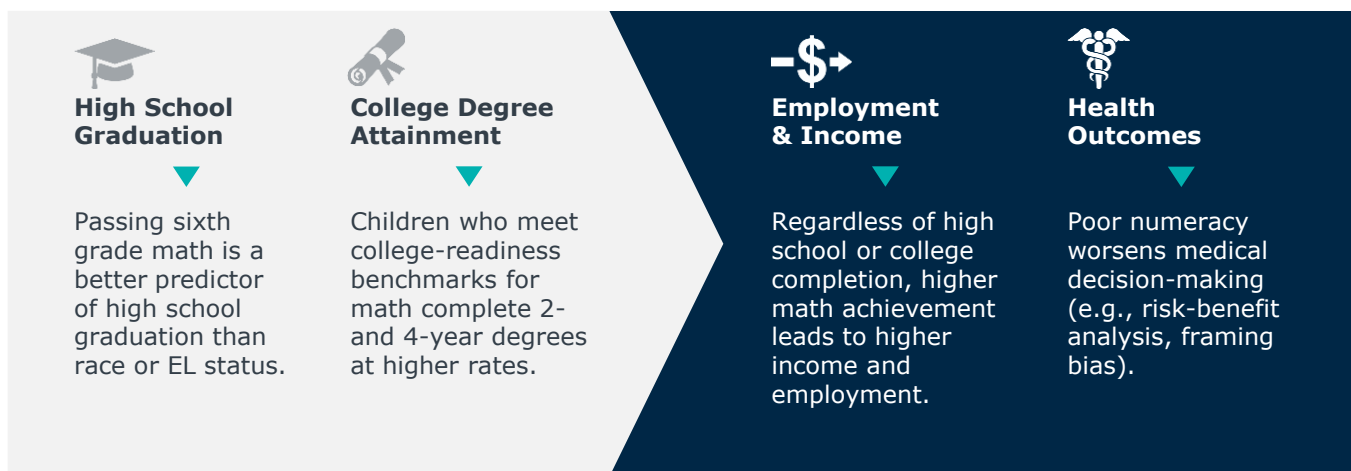 High School
Graduation
Passing sixth
grade math is a
better predictor
of high school
graduation than
race or EL status.
College Degree
Attainment
Children who meet
college-readiness
benchmarks for
math complete 2-
and 4-year degrees
at higher rates.
$
Employment
& Income
Regardless of high
school or college
completion, higher
math achievement
leads to higher
income and
employment.
Health
Outcomes
Poor numeracy
worsens medical
decision-making
(e.g., risk-benefit
analysis, framing
bias).